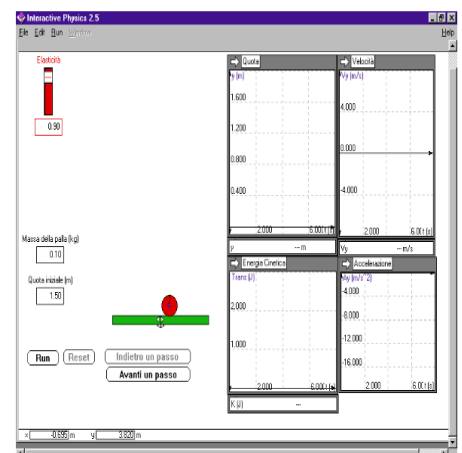 Interactive Physics 2.5
File Edit Run Window Help
Elasticità
0.90
Massa della palla (kg)
0.10
Quota iniziale (m)
1.50
Run Reset Indietro un passo
Avanti un passo
Quota
y (m)
1.600
1.200
0.800
0.400
2.000 6.00 t (s)
y -- m
Velocità
Vy (m/s)
4.000
0.000
-4.000
2.000 6.00 t (s)
Vy -- m/s
Energia Cinetica
Trans (J)
2.000
1.000
2.000 6.000 t (s)
K (J) --
Accelerazione
Ay (m/s^2)
-4.000
-8.000
-12.000
-16.000
2.000 6.00 t (s)
x -0.695 m y 3.820 m